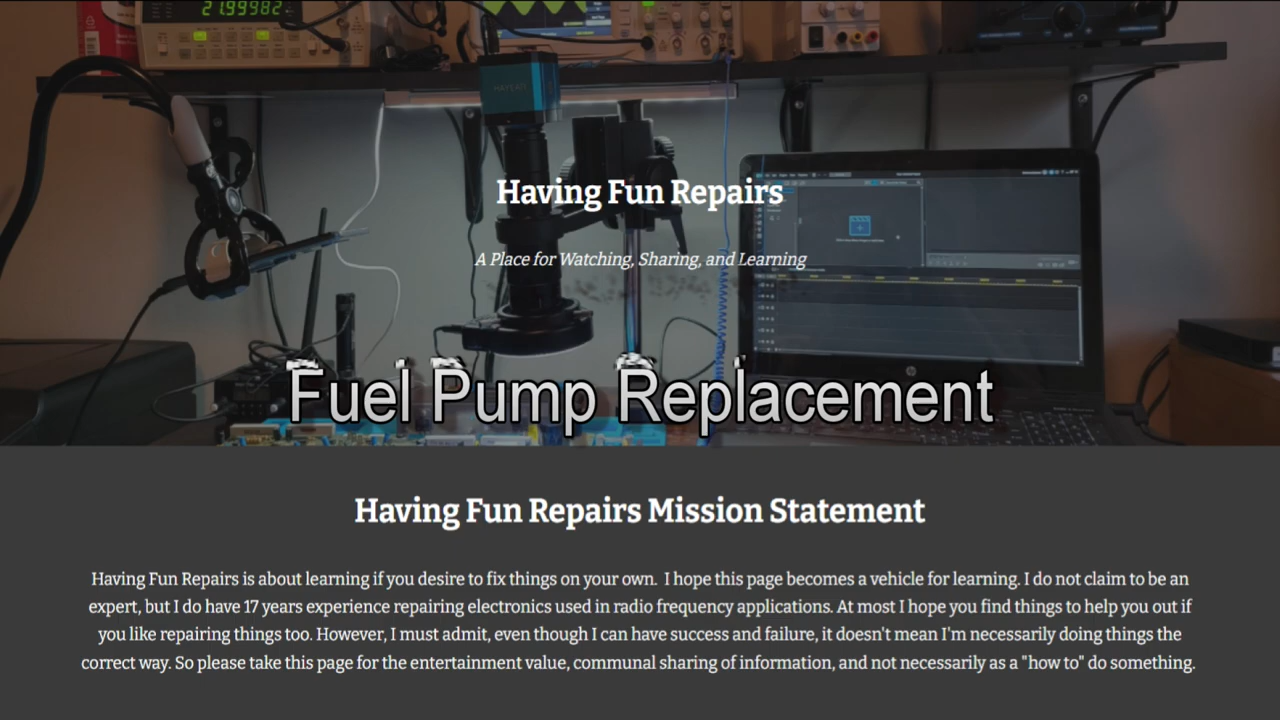 21.99982
HAYEAR
Having Fun Repairs
A Place for Watching, Sharing, and Learning
Fuel Pump Replacement
Having Fun Repairs Mission Statement
Having Fun Repairs is about learning if you desire to fix things on your own. I hope this page becomes a vehicle for learning. I do not claim to be an
expert, but I do have 17 years experience repairing electronics used in radio frequency applications. At most I hope you find things to help you out if
you like repairing things too. However, I must admit, even though I can have success and failure, it doesn't mean I'm necessarily doing things the
correct way. So please take this page for the entertainment value, communal sharing of information, and not necessarily as a "how to" do something.